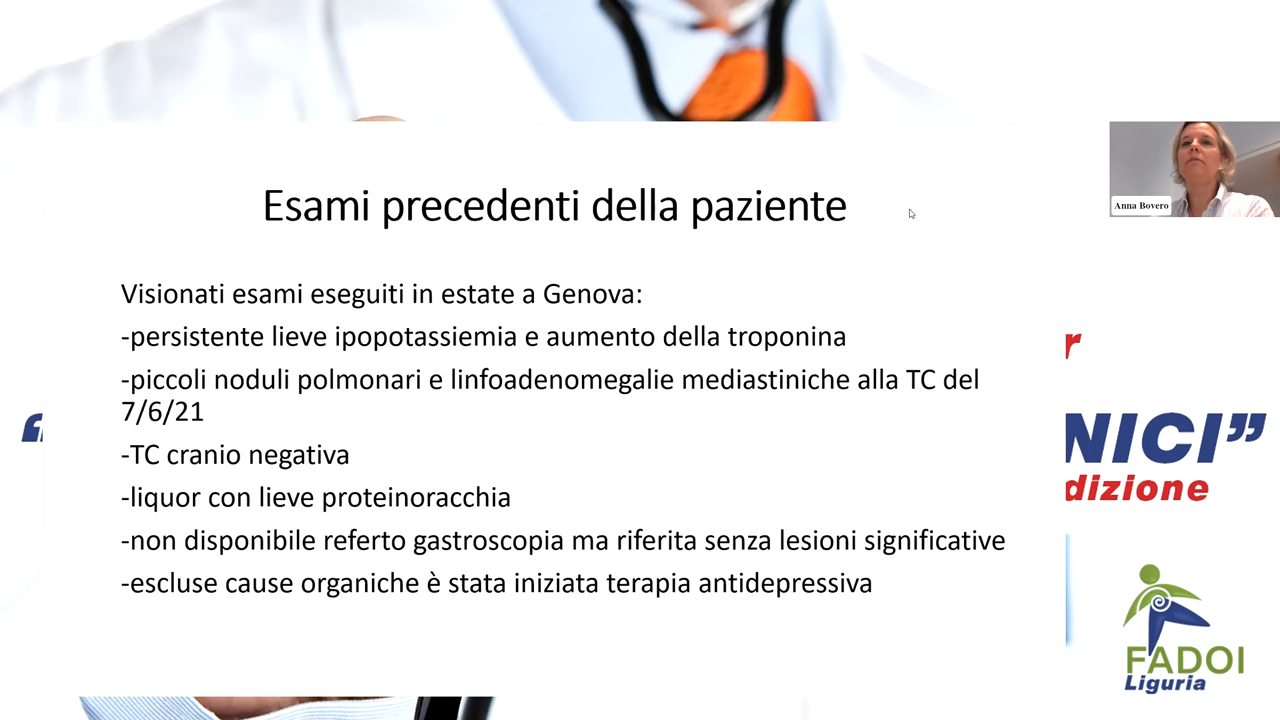 Esami precedenti della paziente
Anna Bovero
Visionati esami eseguiti in estate a Genova:
-persistente lieve ipopotassiemia e aumento della troponina
-piccoli noduli polmonari e linfoadenomegalie mediastiniche alla TC del
7/6/21
-TC cranio negativa
-liquor con lieve proteinoracchia
-non disponibile referto gastroscopia ma riferita senza lesioni significative
-escluse cause organiche è stata iniziata terapia antidepressiva
r
“
NICI”
dizione
FADOI
Liguria